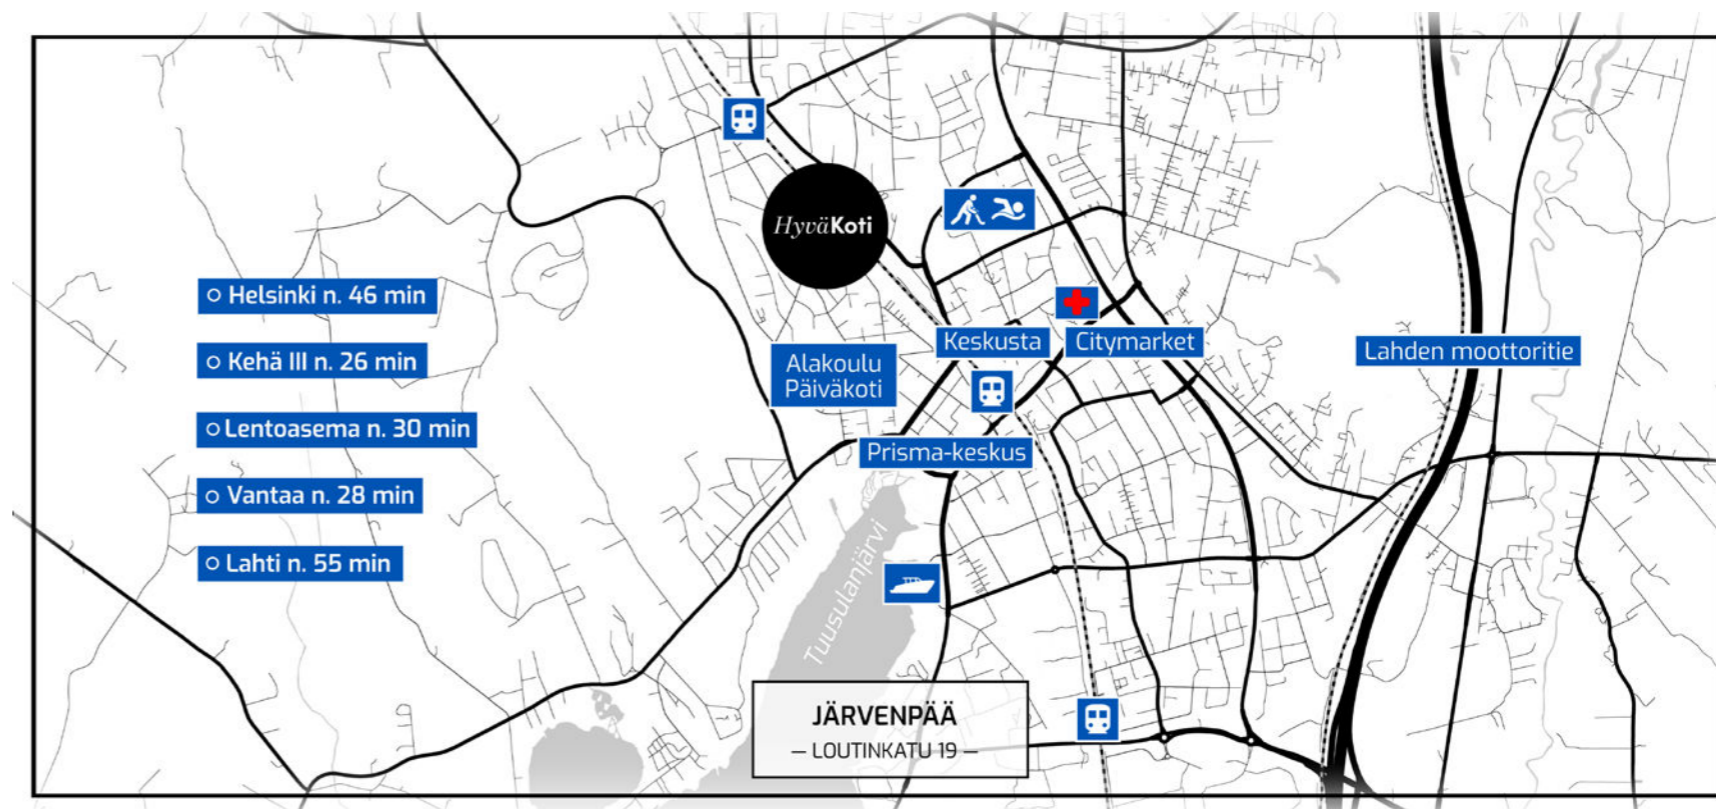 HyväKoti
Helsinki n. 46 min
Kehä III n. 26 min
Lentoasema n. 30 min
Vantaa n. 28 min
Lahti n. 55 min
Keskusta
Citymarket
Alakoulu
Päiväkoti
Lahden moottoritie
Prisma-keskus
Tuusulanjärvi
JÄRVENPÄÄ
— LOUTINKATU 19 —